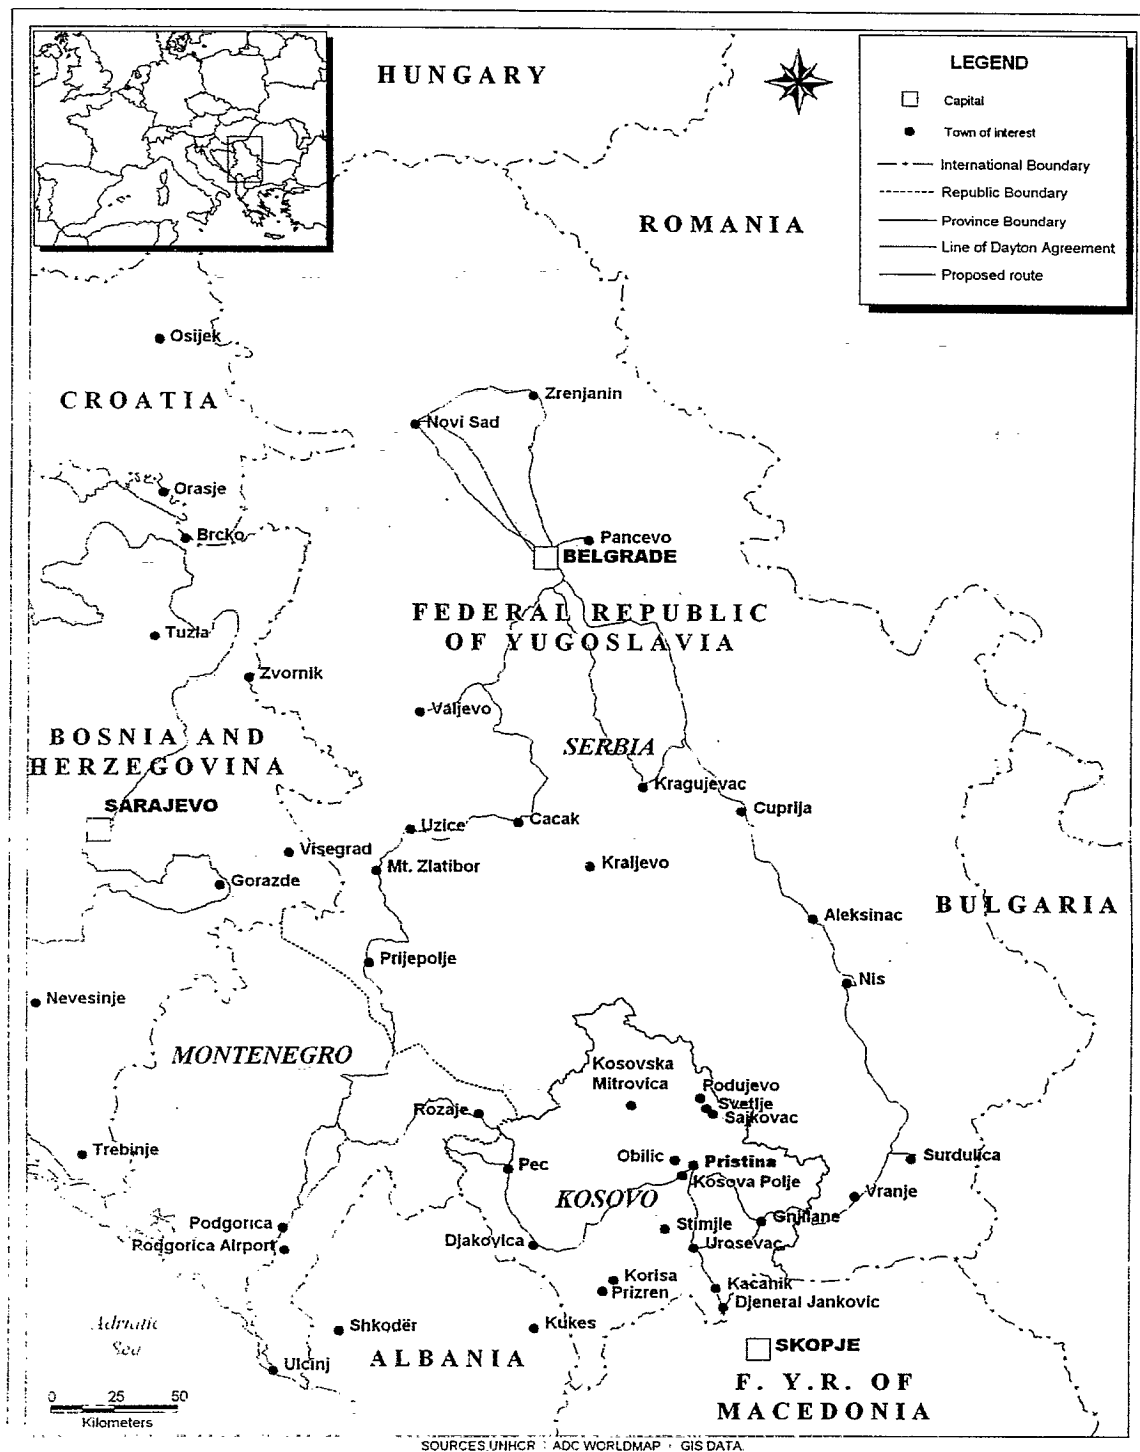 HUNGARY
LEGEND
Capital
Town of interest
International Boundary
Republic Boundary
Province Boundary
Line of Dayton Agreement
Proposed route
ROMANIA
Osijek
CROATIA
Zrenjanin
Novi Sad
Orasje
Brcko
Pancevo
BELGRADE
FEDERAL REPUBLIC
OF YUGOSLAVIA
Tuzla
Zvornik
Valjevo
BOSNIA AND
HERZEGOVINA
SERBIA
Kragujevac
SARAJEVO
Cuprija
Uzice
Cacak
Visegrad
Mt. Zlatibor
Kraljevo
Gorazde
BULGARIA
Aleksinac
Prijepolje
Nis
Nevesinje
MONTENEGRO
Kosovska
Mitrovica
Podujevo
Svetlje
Sajkovac
Rozaje
Trebinje
Obilic
Pristina
Surdulica
Pec
Kosova Polje
Vranje
KOSOVO
Podgorica
Stimjle
Gnjilane
Podgorica Airport
Djakovica
Urosevac
Korisa
Prizren
Kacanik
Djeneral Jankovic
Adriatic
Sea
Shkodër
Kukes
SKOPJE
ALBANIA
Ulcinj
F. Y.R. OF
MACEDONIA
0 25 50
Kilometers
SOURCES.UNHCR : ADC WORLDMAP : GIS DATA.